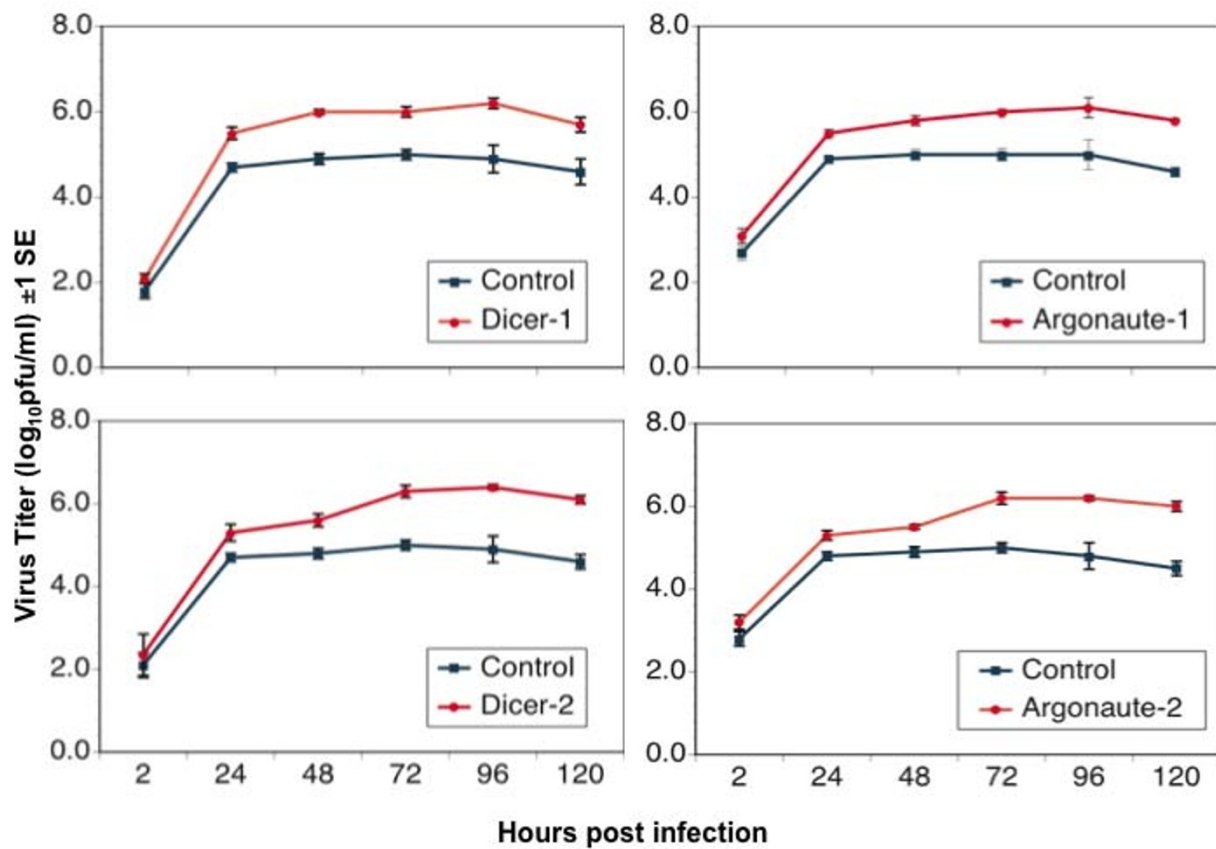 Virus Titer (log₁₀pfu/ml) ±1 SE
8.0
6.0
4.0
2.0
0.0
Control
Dicer-1
8.0
6.0
4.0
2.0
0.0
Control
Argonaute-1
8.0
6.0
4.0
2.0
0.0
Control
Dicer-2
2 24 48 72 96 120
8.0
6.0
4.0
2.0
0.0
Control
Argonaute-2
2 24 48 72 96 120
Hours post infection